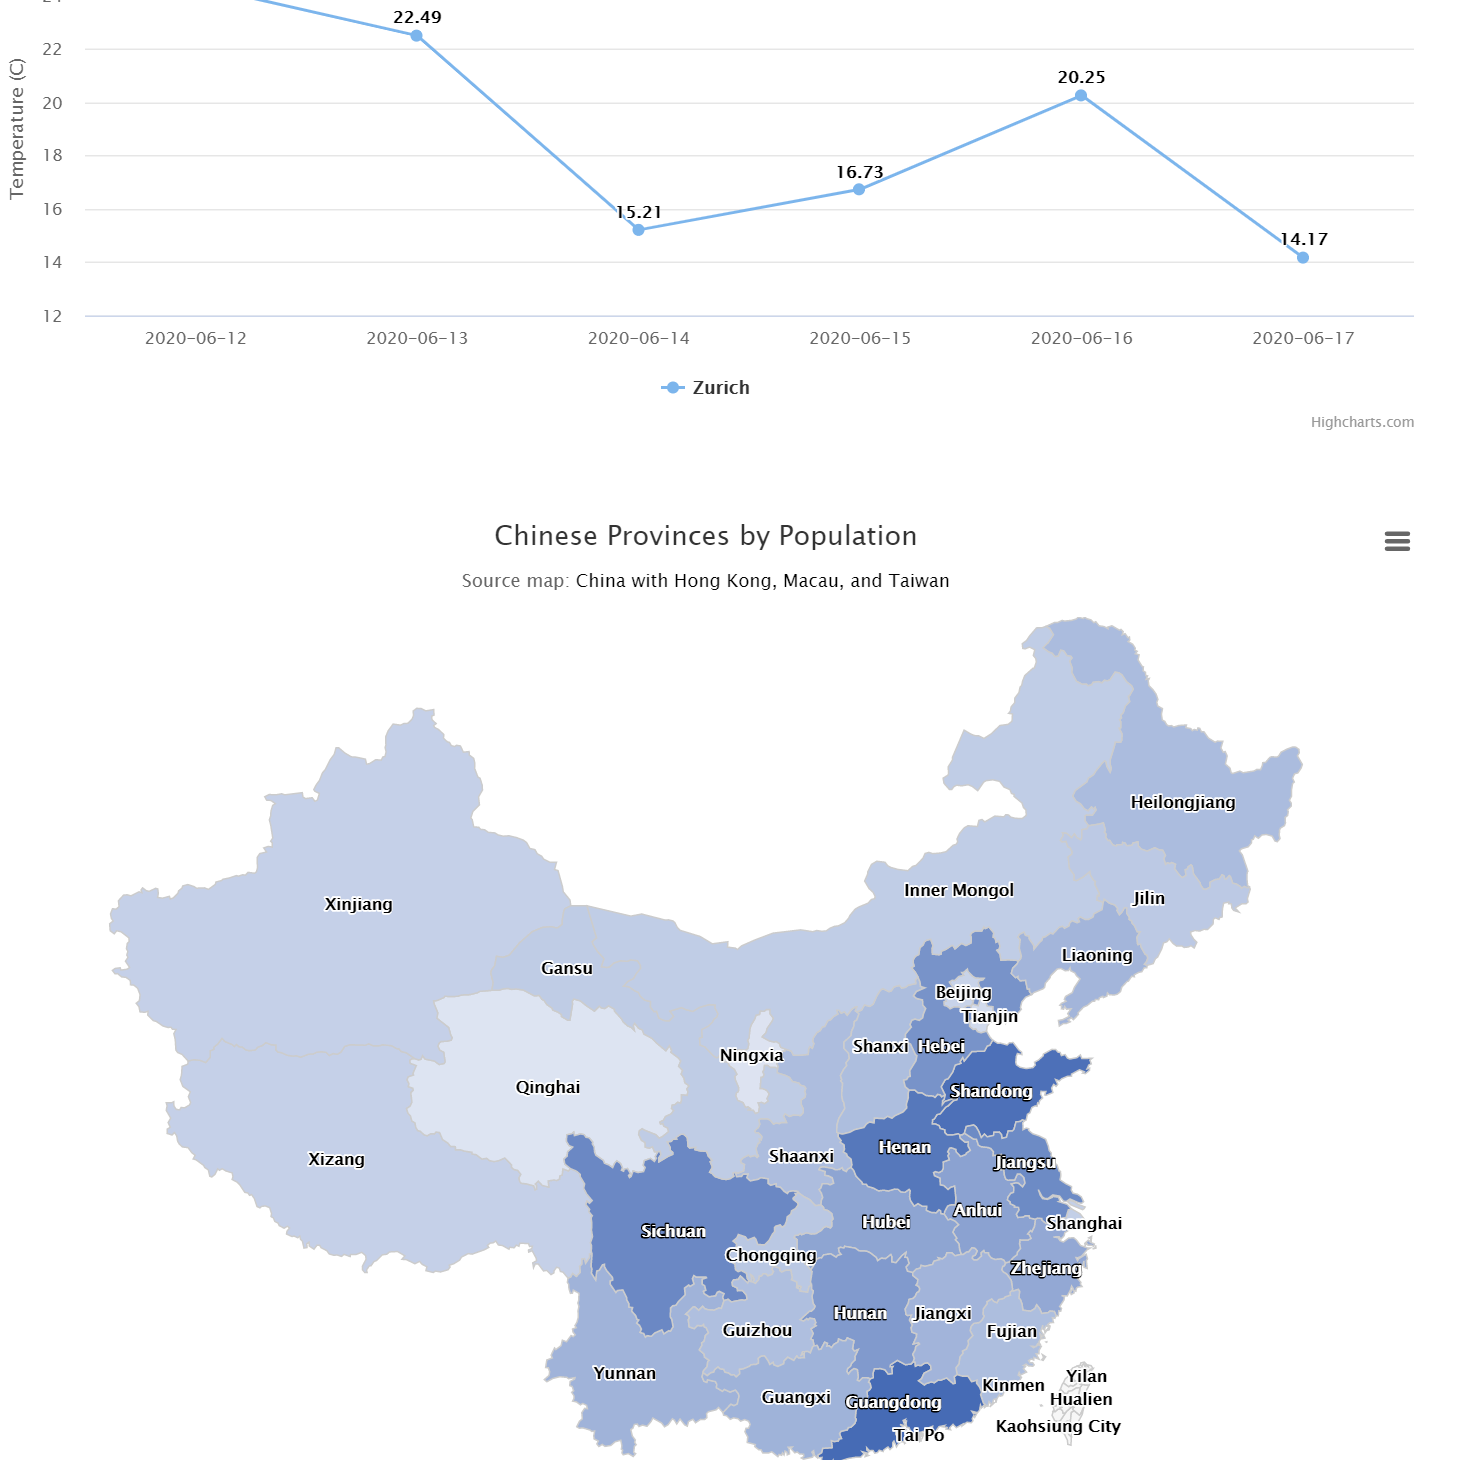 22.49
22
20.25
20
18
16.73
16
15.21
14.17
14
12
Temperature (C)
2020-06-12 2020-06-13 2020-06-14 2020-06-15 2020-06-16 2020-06-17
Zurich
Highcharts.com
Chinese Provinces by Population
Source map: China with Hong Kong, Macau, and Taiwan
Heilongjiang
Inner Mongol
Jilin
Xinjiang
Liaoning
Gansu
Beijing
Tianjin
Shanxi
Hebei
Ningxia
Qinghai
Shandong
Henan
Shaanxi
Xizang
Jiangsu
Anhui
Hubei
Shanghai
Sichuan
Chongqing
Zhejiang
Hunan
Jiangxi
Guizhou
Fujian
Yunnan
Yilan
Kinmen
Guangxi
Hualien
Guangdong
Kaohsiung City
Tai Po